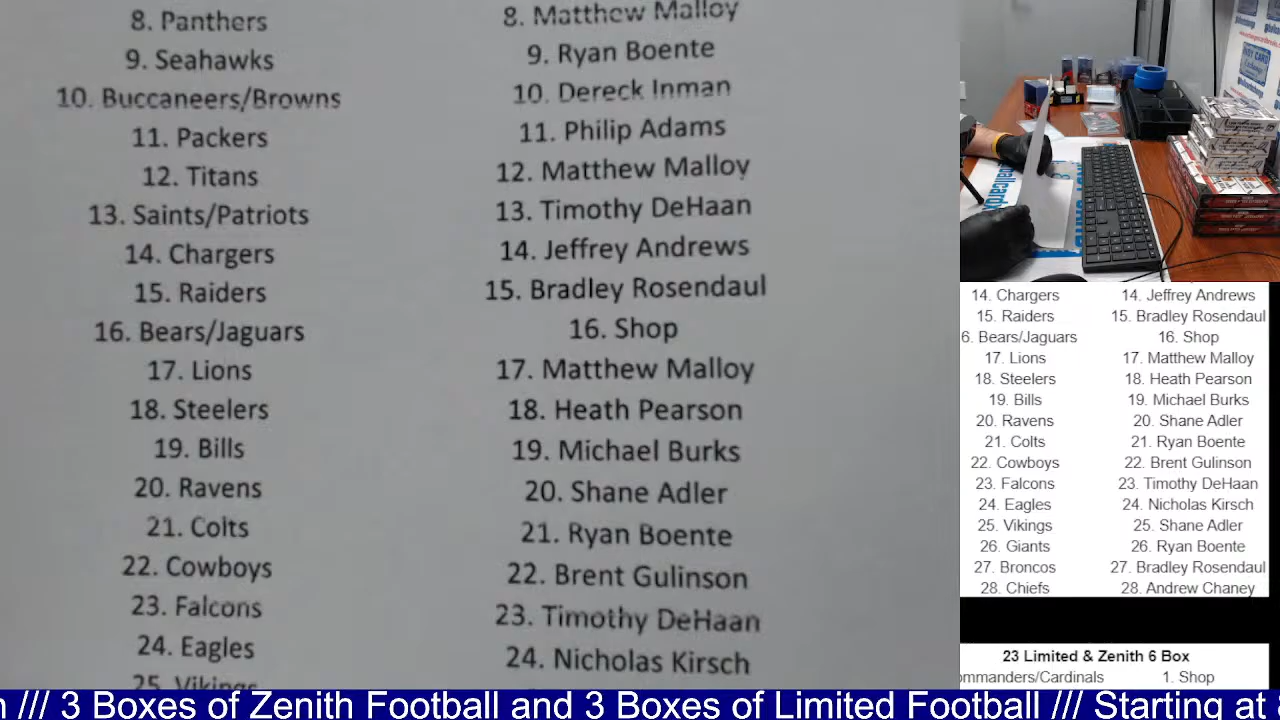 8. Panthers 8. Matthew Malloy
9. Seahawks 9. Ryan Boente
10. Buccaneers/Browns 10. Dereck Inman
11. Packers 11. Philip Adams
12. Titans 12. Matthew Malloy
13. Saints/Patriots 13. Timothy DeHaan
14. Chargers 14. Jeffrey Andrews
15. Raiders 15. Bradley Rosendaul
16. Bears/Jaguars 16. Shop
17. Lions 17. Matthew Malloy
18. Steelers 18. Heath Pearson
19. Bills 19. Michael Burks
20. Ravens 20. Shane Adler
21. Colts 21. Ryan Boente
22. Cowboys 22. Brent Gulinson
23. Falcons 23. Timothy DeHaan
24. Eagles 24. Nicholas Kirsch
25. Vikings
14. Chargers 14. Jeffrey Andrews
15. Raiders 15. Bradley Rosendaul
6. Bears/Jaguars 16. Shop
17. Lions 17. Matthew Malloy
18. Steelers 18. Heath Pearson
19. Bills 19. Michael Burks
20. Ravens 20. Shane Adler
21. Colts 21. Ryan Boente
22. Cowboys 22. Brent Gulinson
23. Falcons 23. Timothy DeHaan
24. Eagles 24. Nicholas Kirsch
25. Vikings 25. Shane Adler
26. Giants 26. Ryan Boente
27. Broncos 27. Bradley Rosendaul
28. Chiefs 28. Andrew Chaney
23 Limited & Zenith 6 Box
ommanders/Cardinals 1. Shop
/// 3 Boxes of Zenith Football and 3 Boxes of Limited Football /// Starting at